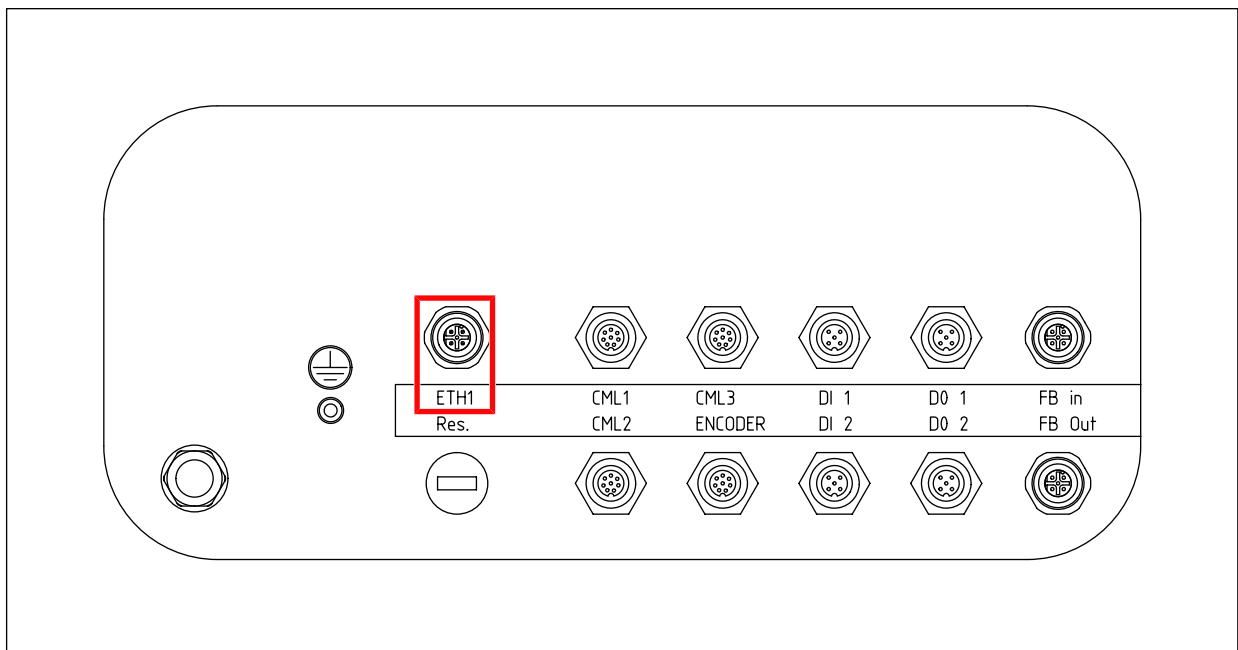 ETH1 CML1 CML3 DI 1 DO 1 FB in
Res. CML2 ENCODER DI 2 DO 2 FB Out